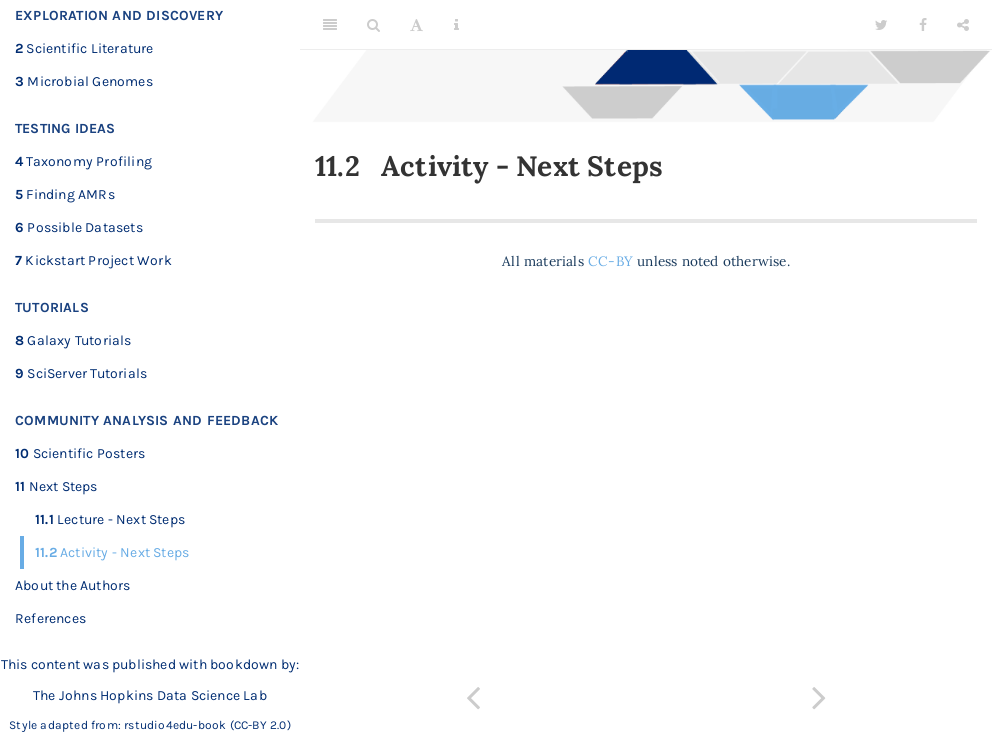 EXPLORATION AND DISCOVERY
2 Scientific Literature
3 Microbial Genomes
TESTING IDEAS
4 Taxonomy Profiling
5 Finding AMRs
6 Possible Datasets
7 Kickstart Project Work
TUTORIALS
8 Galaxy Tutorials
9 SciServer Tutorials
COMMUNITY ANALYSIS AND FEEDBACK
10 Scientific Posters
11 Next Steps
11.1 Lecture - Next Steps
11.2 Activity - Next Steps
About the Authors
References
This content was published with bookdown by:
The Johns Hopkins Data Science Lab
Style adapted from: rstudio4edu-book (CC-BY 2.0)
11.2 Activity - Next Steps
All materials CC-BY unless noted otherwise.